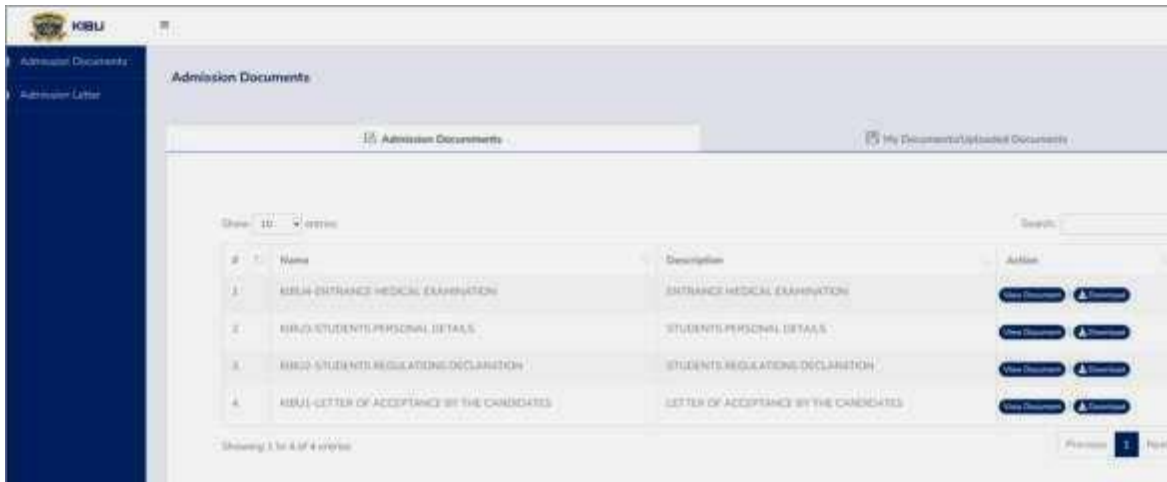 KIBU
Admission Documents
Admission Letter
Admission Documents
Admission Documments
My Documents/Uploaded Documents
Show 10 entries
Search:
# Name Description Action
1 KIBU4-ENTRANCE MEDICAL EXAMINATION ENTRANCE MEDICAL EXAMINATION View Document Download
2 KIBU3-STUDENTS PERSONAL DETAILS STUDENTS PERSONAL DETAILS View Document Download
3 KIBU2-STUDENTS REGULATIONS DECLARATION STUDENTS REGULATIONS DECLARATION View Document Download
4 KIBU1-LETTER OF ACCEPTANCE BY THE CANDIDATES LETTER OF ACCEPTANCE BY THE CANDIDATES View Document Download
Showing 1 to 4 of 4 entries
Previous 1 Next